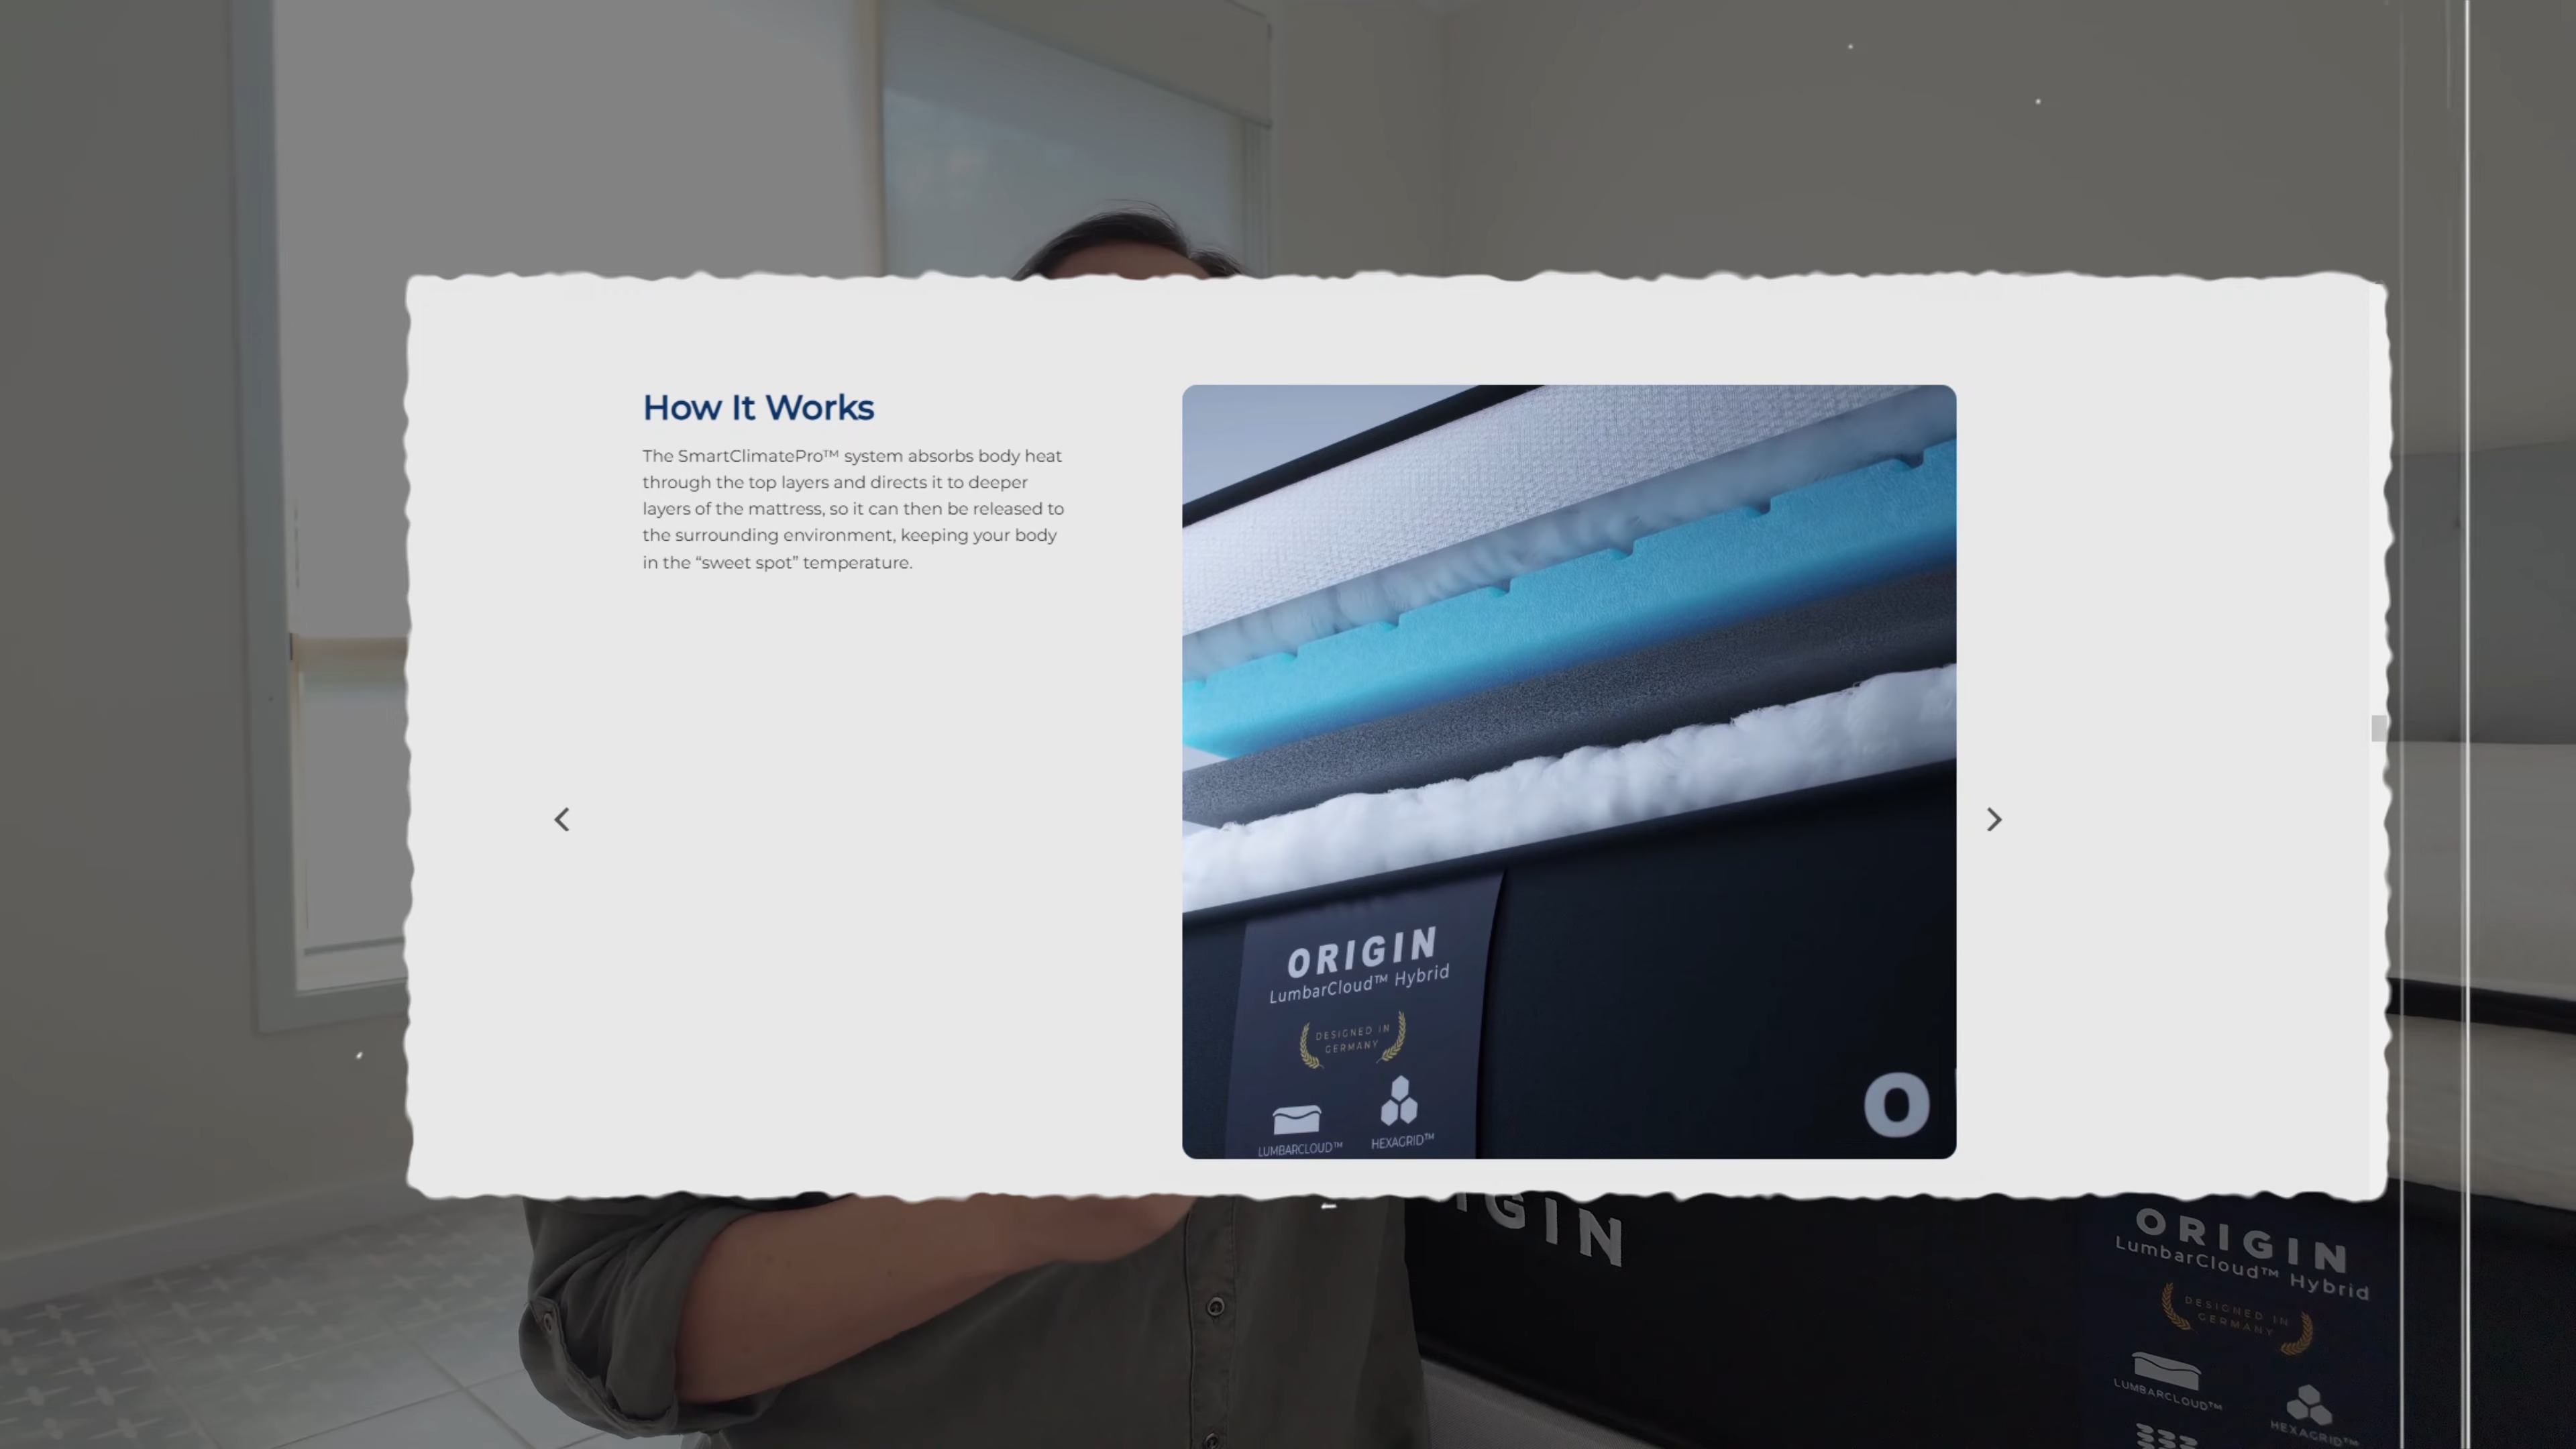 How It Works
The SmartClimatePro™ system absorbs body heat
through the top layers and directs it to deeper
layers of the mattress, so it can then be released to
the surrounding environment, keeping your body
in the “sweet spot” temperature.
ORIGIN
LumbarCloud™ Hybrid
DESIGNED IN
GERMANY
LUMBARCLOUD™
HEXAGRID™
O
IGIN
ORIGIN
LumbarCloud™ Hybrid
DESIGNED IN
GERMANY
LUMBARCLOUD™
HEXAGRID™